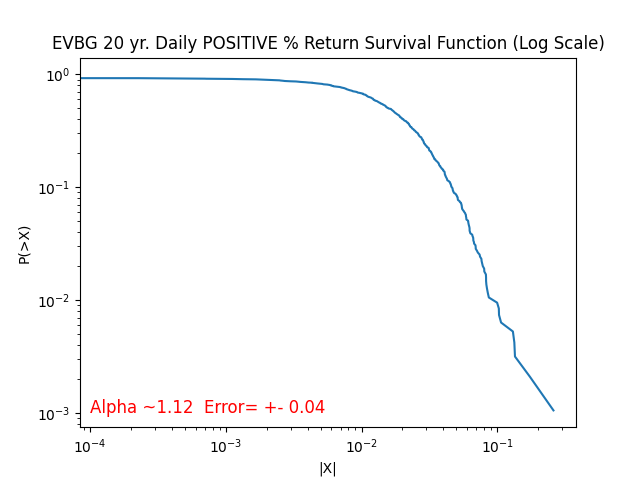 EVBG 20 yr. Daily POSITIVE % Return Survival Function (Log Scale)
10⁰
10⁻¹
10⁻²
10⁻³
P(>X)
Alpha ~1.12  Error= +- 0.04
10⁻⁴ 10⁻³ 10⁻² 10⁻¹
|X|